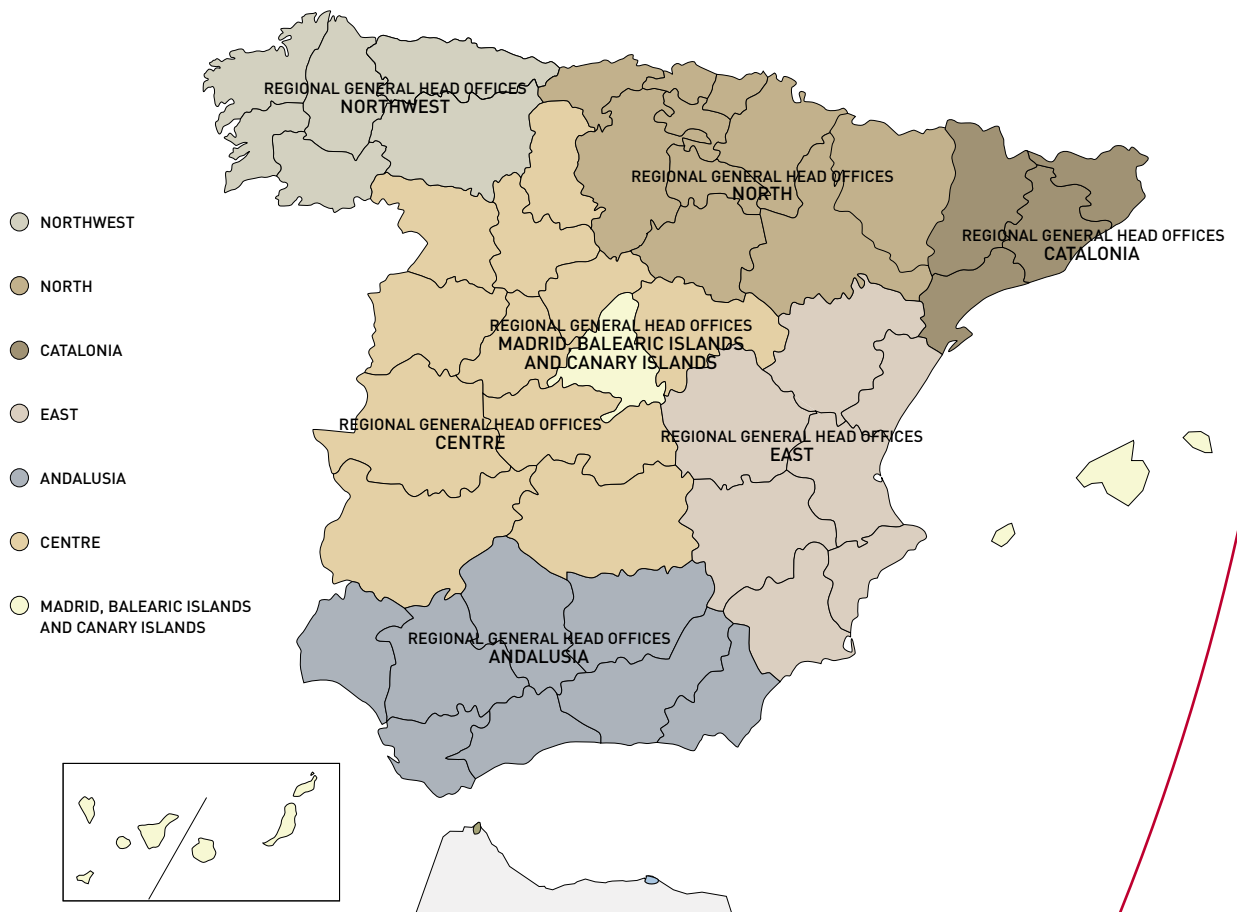 REGIONAL GENERAL HEAD OFFICES
NORTHWEST
REGIONAL GENERAL HEAD OFFICES
NORTH
REGIONAL GENERAL HEAD OFFICES
CATALONIA
REGIONAL GENERAL HEAD OFFICES
MADRID, BALEARIC ISLANDS
AND CANARY ISLANDS
REGIONAL GENERAL HEAD OFFICES
CENTRE
REGIONAL GENERAL HEAD OFFICES
EAST
REGIONAL GENERAL HEAD OFFICES
ANDALUSIA
NORTHWEST
NORTH
CATALONIA
EAST
ANDALUSIA
CENTRE
MADRID, BALEARIC ISLANDS
AND CANARY ISLANDS